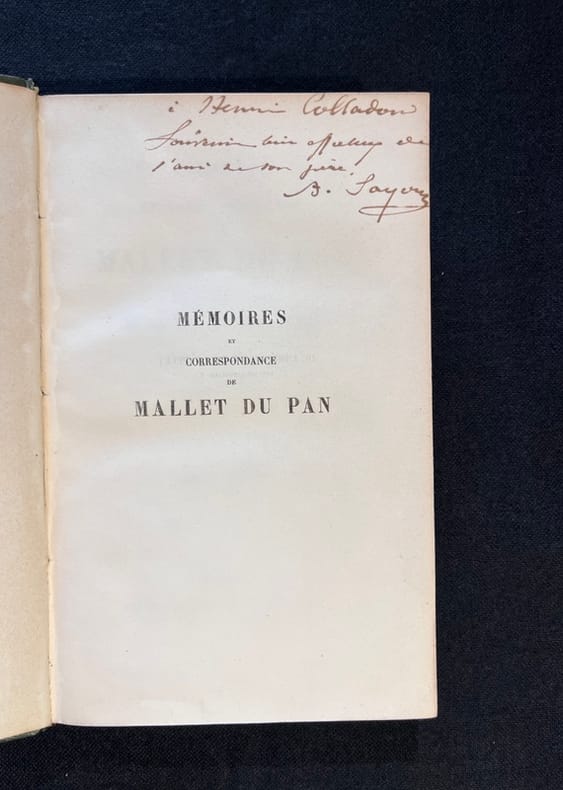 à Henri Colladon
Souvenir bien affectueux de
l'ami de son père.
A. Sayous
MÉMOIRES
ET
CORRESPONDANCE
DE
MALLET DU PAN